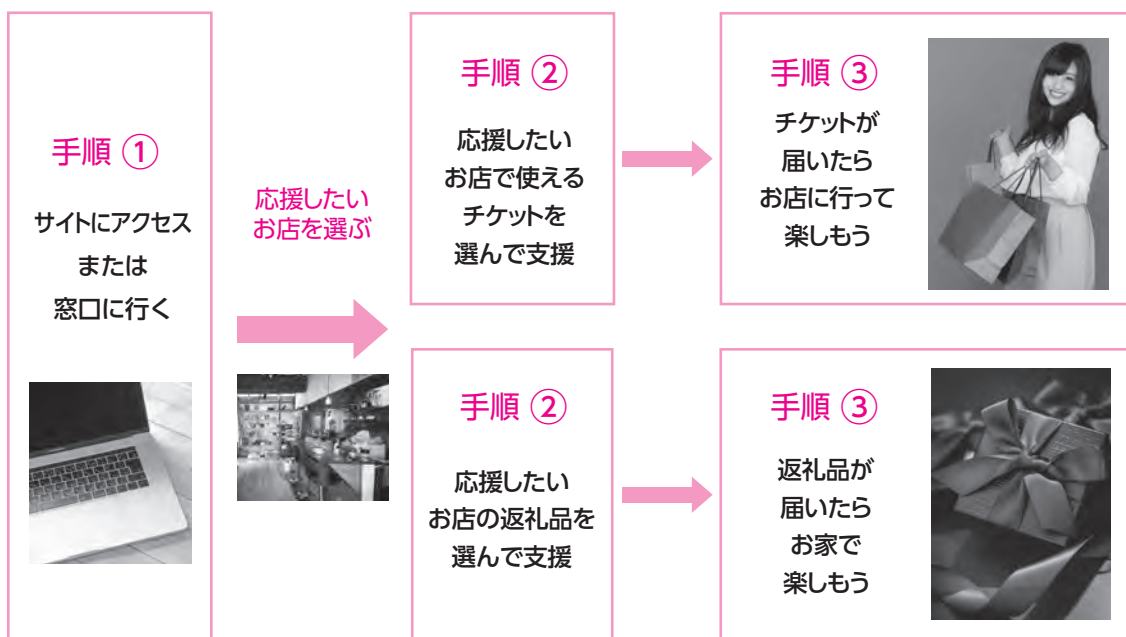 手順 ①
サイトにアクセス
または
窓口に行く
応援したい
お店を選ぶ
手順 ②
応援したい
お店で使える
チケットを
選んで支援
手順 ③
チケットが
届いたら
お店に行って
楽しもう
手順 ②
応援したい
お店の返礼品を
選んで支援
手順 ③
返礼品が
届いたら
お家で
楽しもう